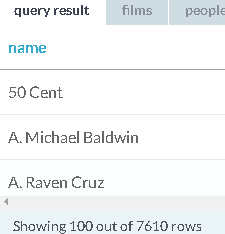 query result films people
name
50 Cent
A. Michael Baldwin
A. Raven Cruz
Showing 100 out of 7610 rows